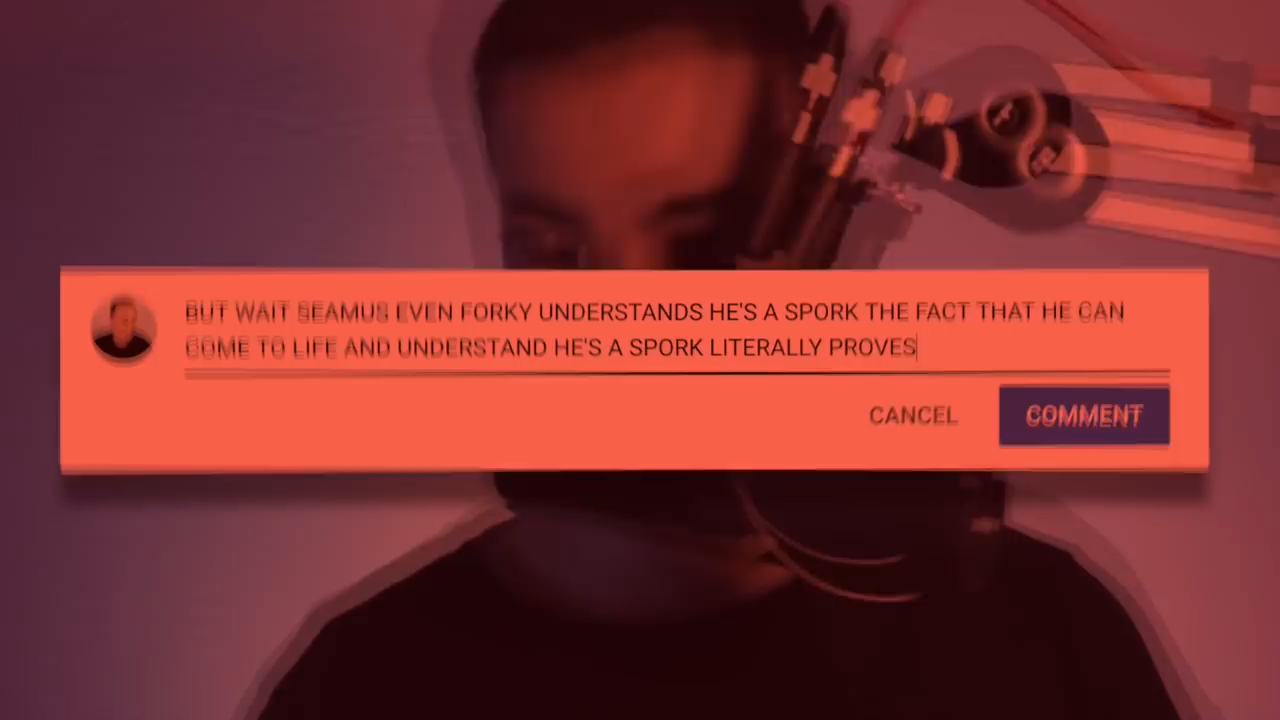 BUT WAIT SEAMUS EVEN FORKY UNDERSTANDS HE'S A SPORK THE FACT THAT HE CAN
COME TO LIFE AND UNDERSTAND HE'S A SPORK LITERALLY PROVES
CANCEL
COMMENT